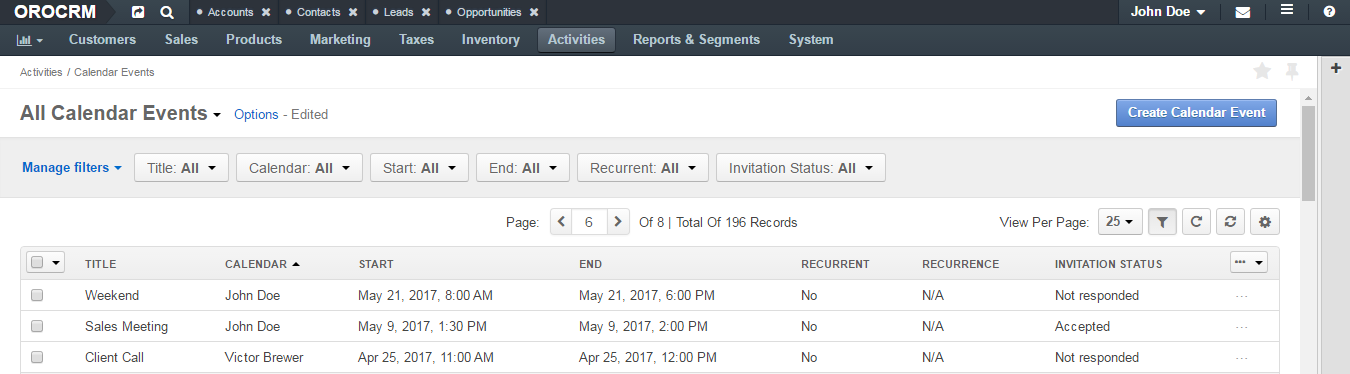 OROCRM • Accounts × • Contacts × • Leads × • Opportunities × John Doe ?
Customers Sales Products Marketing Taxes Inventory Activities Reports & Segments System
Activities / Calendar Events
All Calendar Events Options - Edited Create Calendar Event
Manage filters Title: All Calendar: All Start: All End: All Recurrent: All Invitation Status: All
Page: 6 Of 8 | Total Of 196 Records View Per Page: 25
TITLE CALENDAR START END RECURRENT RECURRENCE INVITATION STATUS ...
Weekend John Doe May 21, 2017, 8:00 AM May 21, 2017, 6:00 PM No N/A Not responded ...
Sales Meeting John Doe May 9, 2017, 1:30 PM May 9, 2017, 2:00 PM No N/A Accepted ...
Client Call Victor Brewer Apr 25, 2017, 11:00 AM Apr 25, 2017, 12:00 PM No N/A Not responded ...